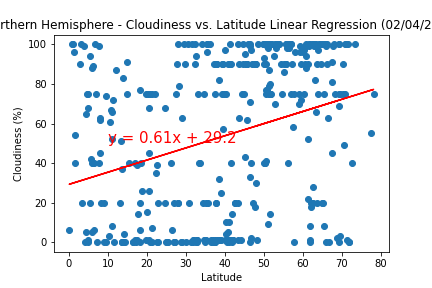 rthern Hemisphere - Cloudiness vs. Latitude Linear Regression (02/04/2
100
80
60
40
20
0
Cloudiness (%)
y = 0.61x + 29.2
0 10 20 30 40 50 60 70 80
Latitude